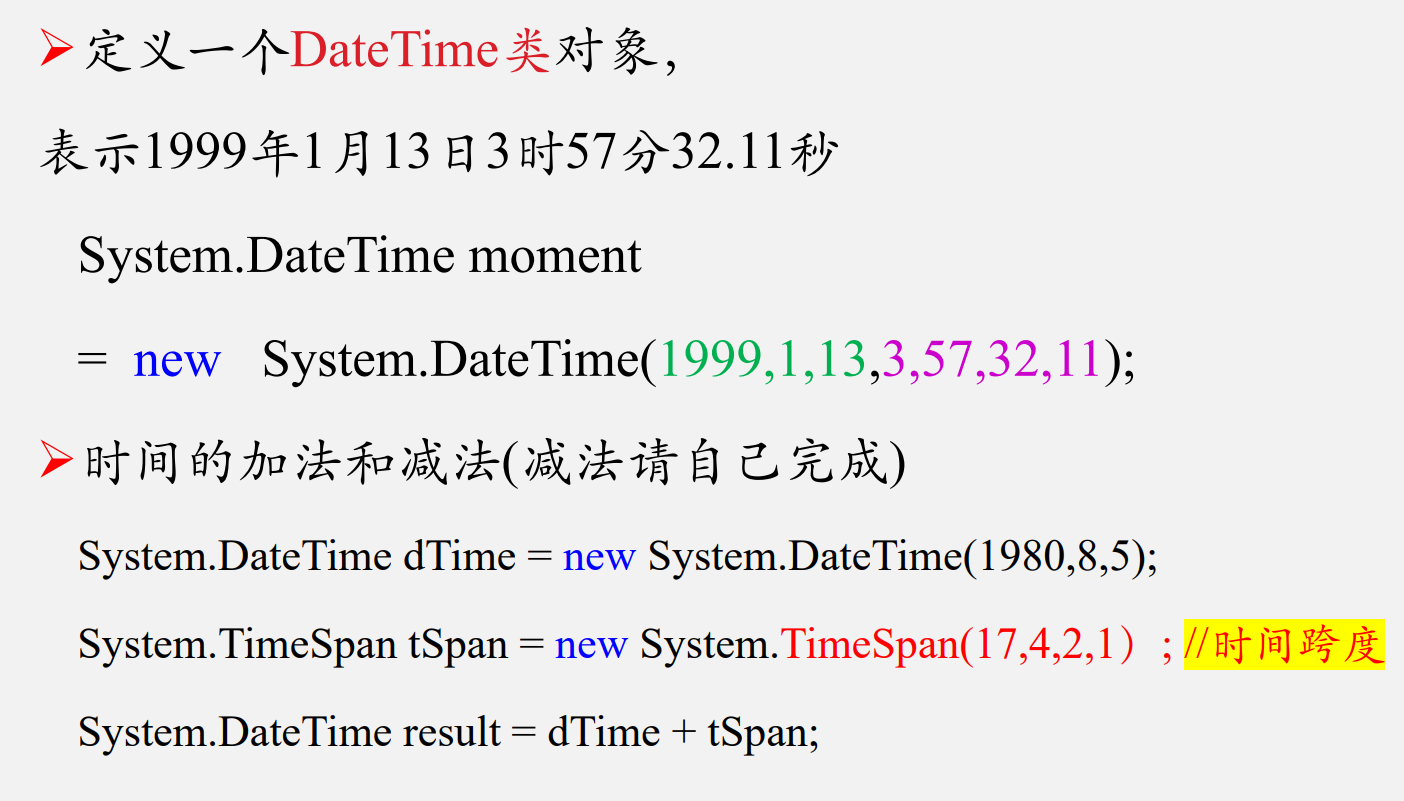 定义一个DateTime类对象，
表示1999年1月13日3时57分32.11秒
System.DateTime moment
= new System.DateTime(1999,1,13,3,57,32,11);
时间的加法和减法(减法请自己完成)
System.DateTime dTime = new System.DateTime(1980,8,5);
System.TimeSpan tSpan = new System.TimeSpan(17,4,2,1）; //时间跨度
System.DateTime result = dTime + tSpan;